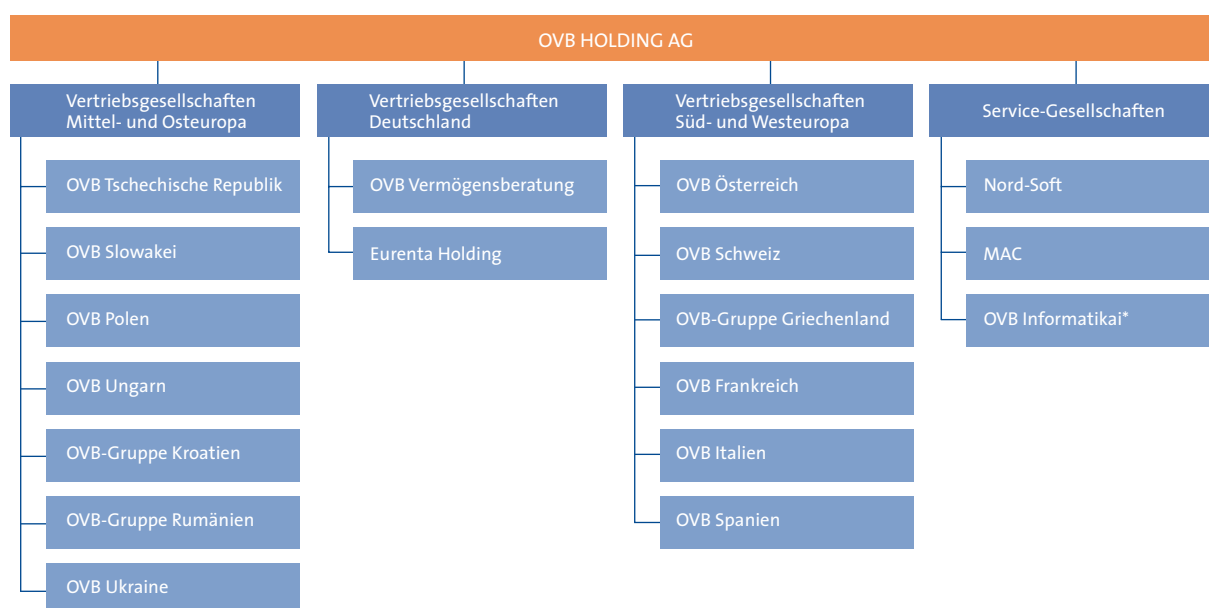 OVB HOLDING AG
Vertriebsgesellschaften
Mittel- und Osteuropa
OVB Tschechische Republik
OVB Slowakei
OVB Polen
OVB Ungarn
OVB-Gruppe Kroatien
OVB-Gruppe Rumänien
OVB Ukraine
Vertriebsgesellschaften
Deutschland
OVB Vermögensberatung
Eurenta Holding
Vertriebsgesellschaften
Süd- und Westeuropa
OVB Österreich
OVB Schweiz
OVB-Gruppe Griechenland
OVB Frankreich
OVB Italien
OVB Spanien
Service-Gesellschaften
Nord-Soft
MAC
OVB Informatikai*